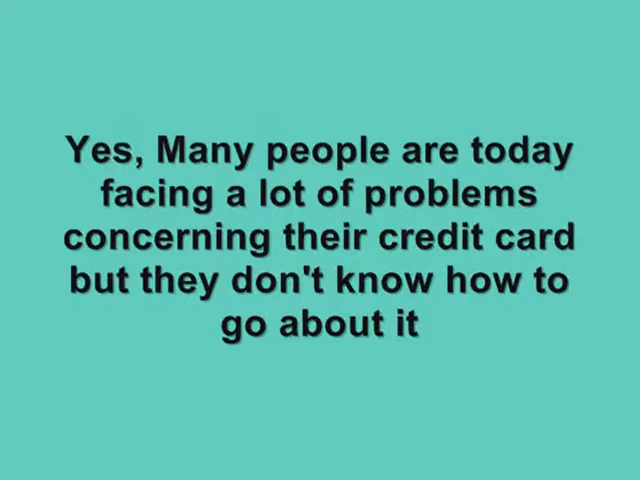 Yes, Many people are today
facing a lot of problems
concerning their credit card
but they don't know how to
go about it